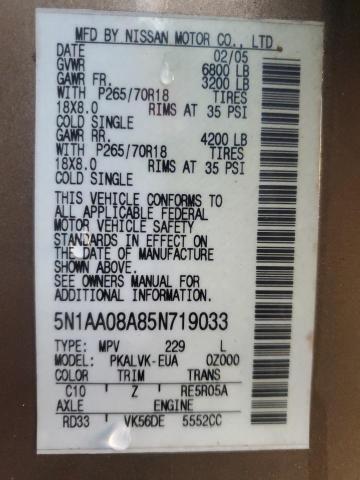 MFD BY NISSAN MOTOR CO., LTD.
DATE 02/05
GVWR 6800 LB
GAWR FR. 3200 LB
WITH P265/70R18 TIRES
18X8.0 RIMS AT 35 PSI
COLD SINGLE
GAWR RR. 4200 LB
WITH P265/70R18 TIRES
18X8.0 RIMS AT 35 PSI
COLD SINGLE
THIS VEHICLE CONFORMS TO
ALL APPLICABLE FEDERAL
MOTOR VEHICLE SAFETY
STANDARDS IN EFFECT ON
THE DATE OF MANUFACTURE
SHOWN ABOVE.
SEE OWNERS MANUAL FOR
ADDITIONAL INFORMATION.
5N1AA08A85N719033
TYPE: MPV 229 L
MODEL: PKALVK-EUA 0Z000
COLOR TRIM TRANS
C10 Z RE5R05A
AXLE ENGINE
RD33 VK56DE 5552CC